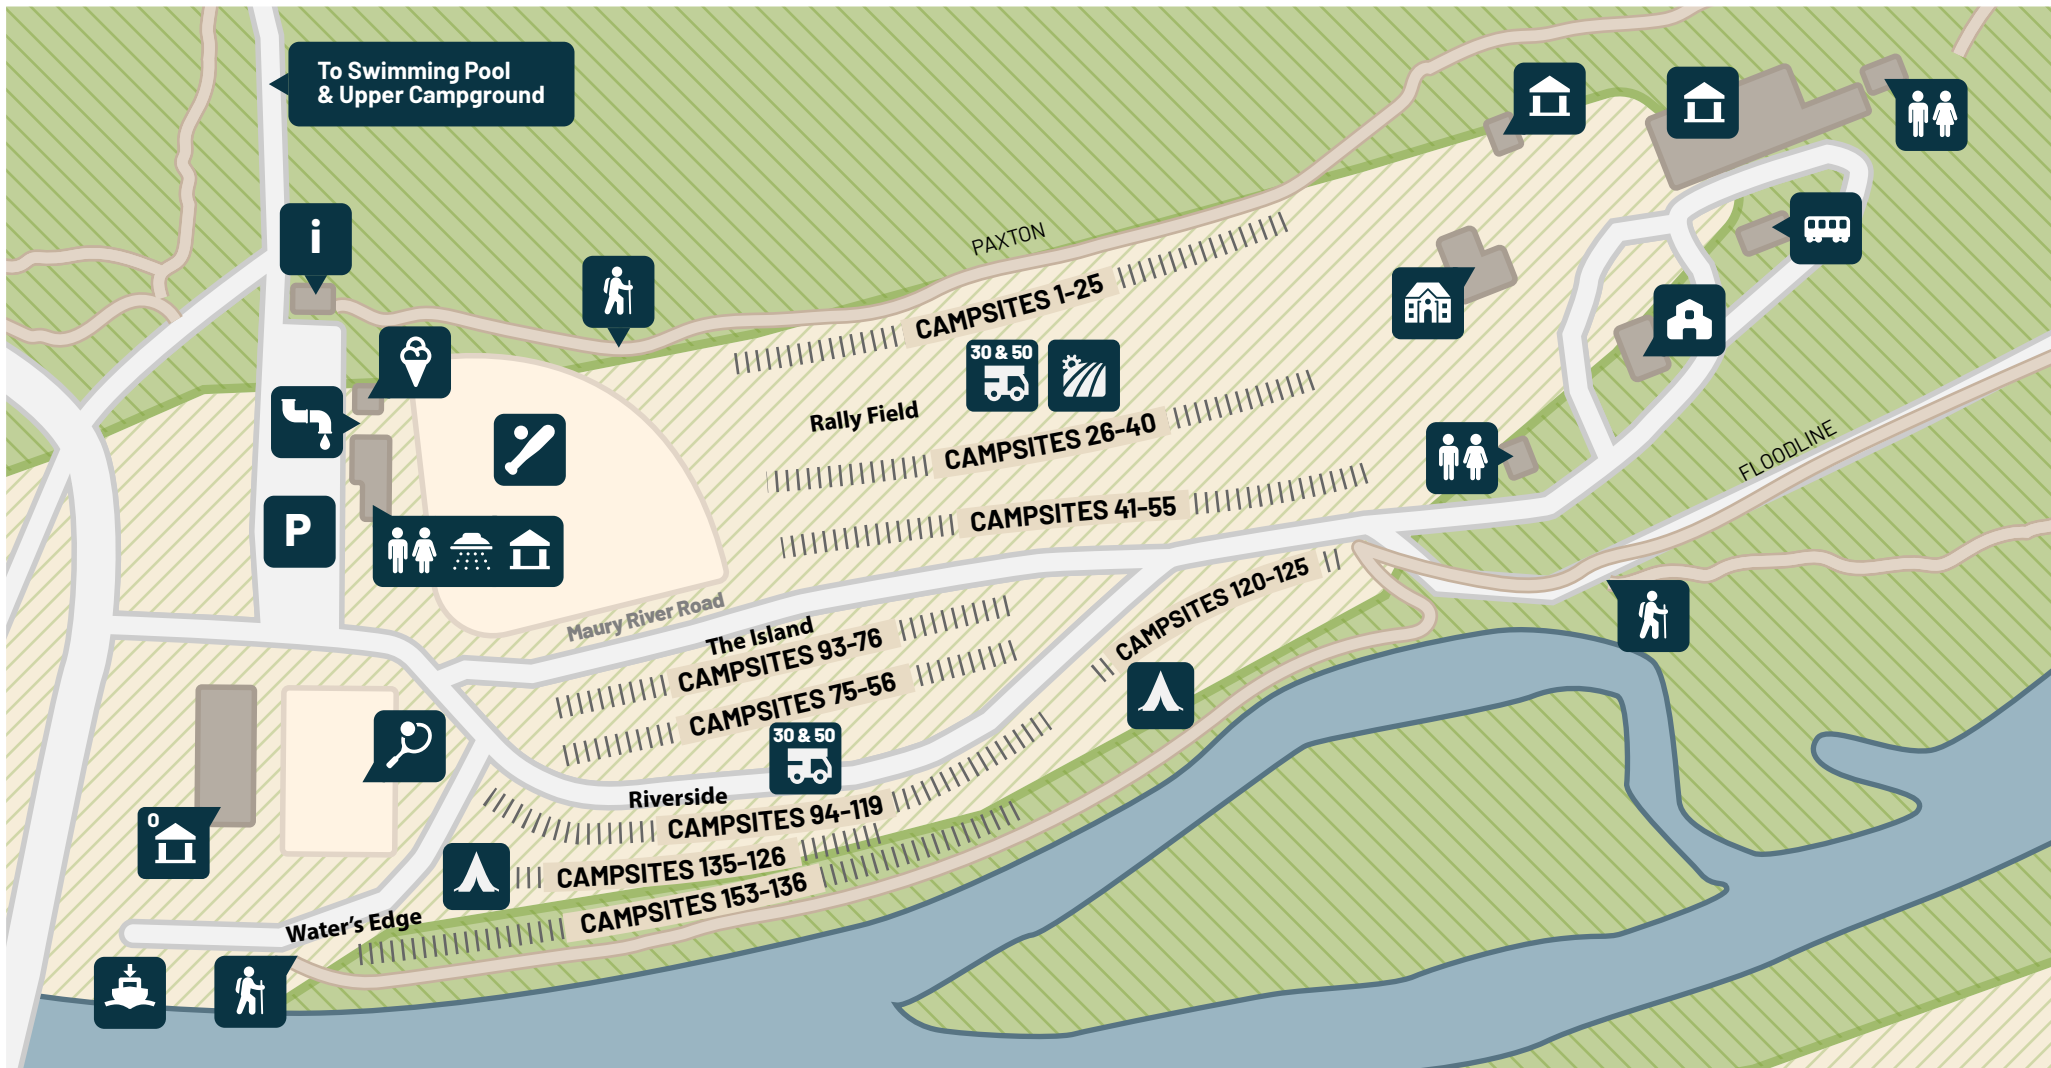 To Swimming Pool
& Upper Campground
i
PAXTON
CAMPSITES 1-25
30 & 50
Rally Field
CAMPSITES 26-40
FLOODLINE
CAMPSITES 41-55
P
Maury River Road
CAMPSITES 120-125
The Island
CAMPSITES 93-76
CAMPSITES 75-56
30 & 50
Riverside
CAMPSITES 94-119
0
CAMPSITES 135-126
CAMPSITES 153-136
Water's Edge